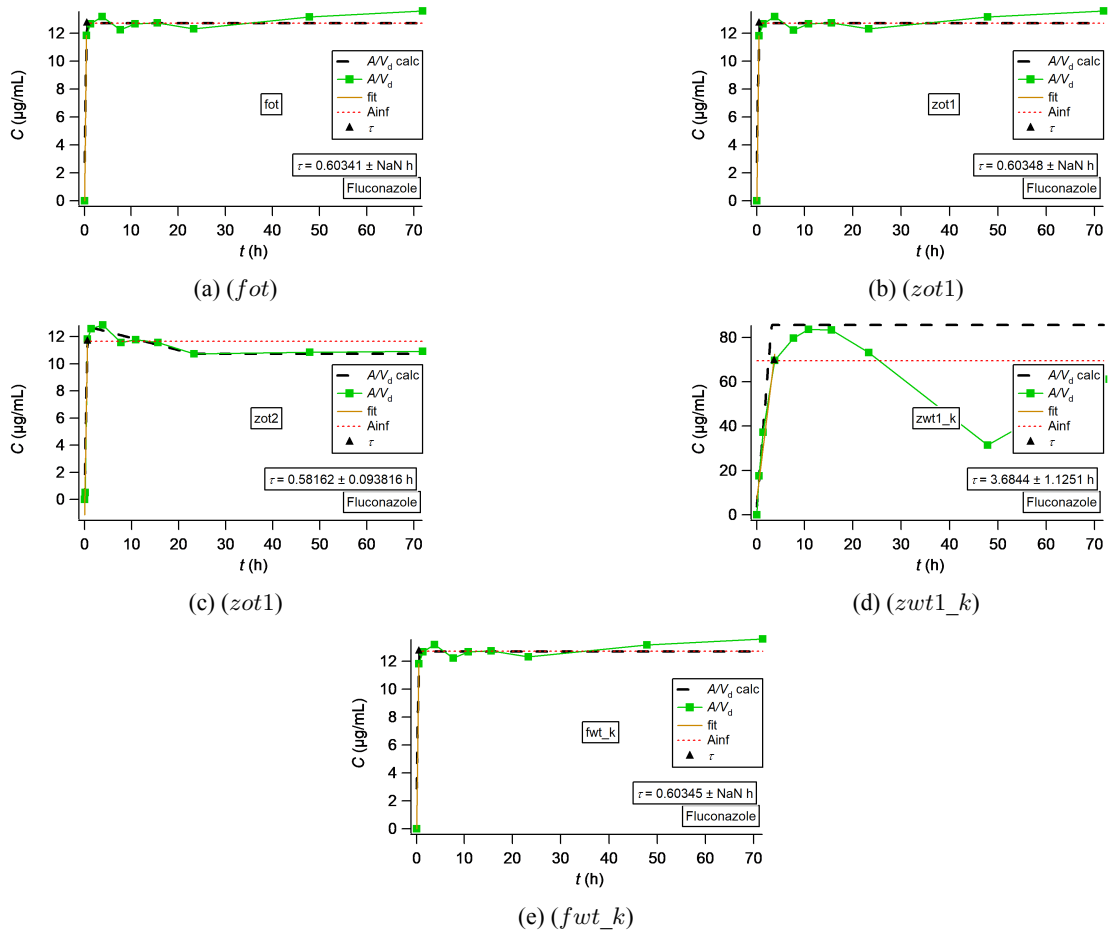 12
10
8
6
4
2
0
C (µg/mL)
A/Vd calc
A/Vd
fit
Ainf
τ
fot
τ = 0.60341 ± NaN h
Fluconazole
0 10 20 30 40 50 60 70
t (h)
(a) (fot)
12
10
8
6
4
2
0
C (µg/mL)
A/Vd calc
A/Vd
fit
Ainf
τ
zot1
τ = 0.60348 ± NaN h
Fluconazole
0 10 20 30 40 50 60 70
t (h)
(b) (zot1)
12
10
8
6
4
2
0
C (µg/mL)
A/Vd calc
A/Vd
fit
Ainf
τ
zot2
τ = 0.58162 ± 0.093816 h
Fluconazole
0 10 20 30 40 50 60 70
t (h)
(c) (zot1)
80
60
40
20
0
C (µg/mL)
A/Vd calc
A/Vd
fit
Ainf
τ
zwt1_k
τ = 3.6844 ± 1.1251 h
Fluconazole
0 10 20 30 40 50 60 70
t (h)
(d) (zwt1_k)
12
10
8
6
4
2
0
C (µg/mL)
A/Vd calc
A/Vd
fit
Ainf
τ
fwt_k
τ = 0.60345 ± NaN h
Fluconazole
0 10 20 30 40 50 60 70
t (h)
(e) (fwt_k)